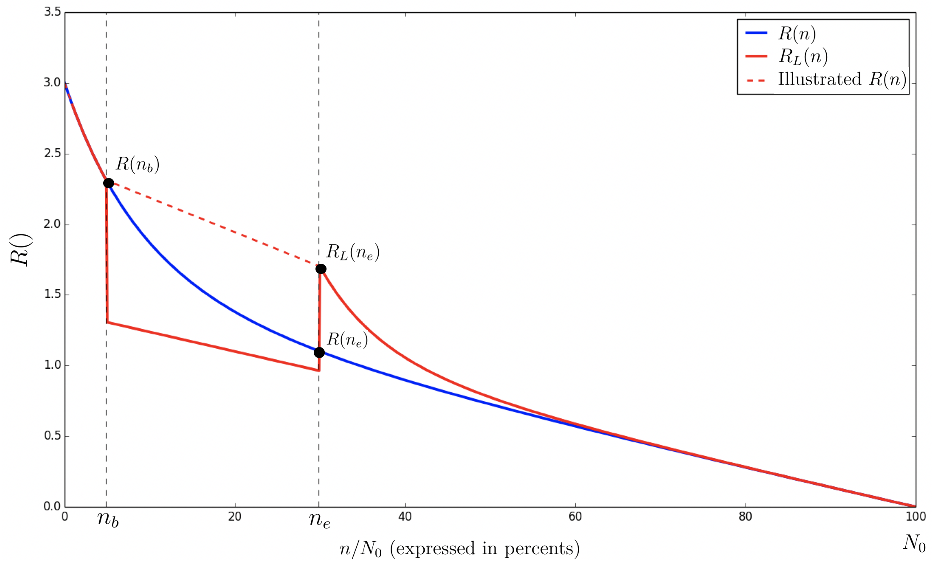 3.5
R(n)
R_L(n)
Illustrated R(n)
3.0
2.5
R(n_b)
2.0
R()
R_L(n_e)
1.5
R(n_e)
1.0
0.5
0.0
0 20 40 60 80 100
n_b n_e
N_0
n/N_0 (expressed in percents)